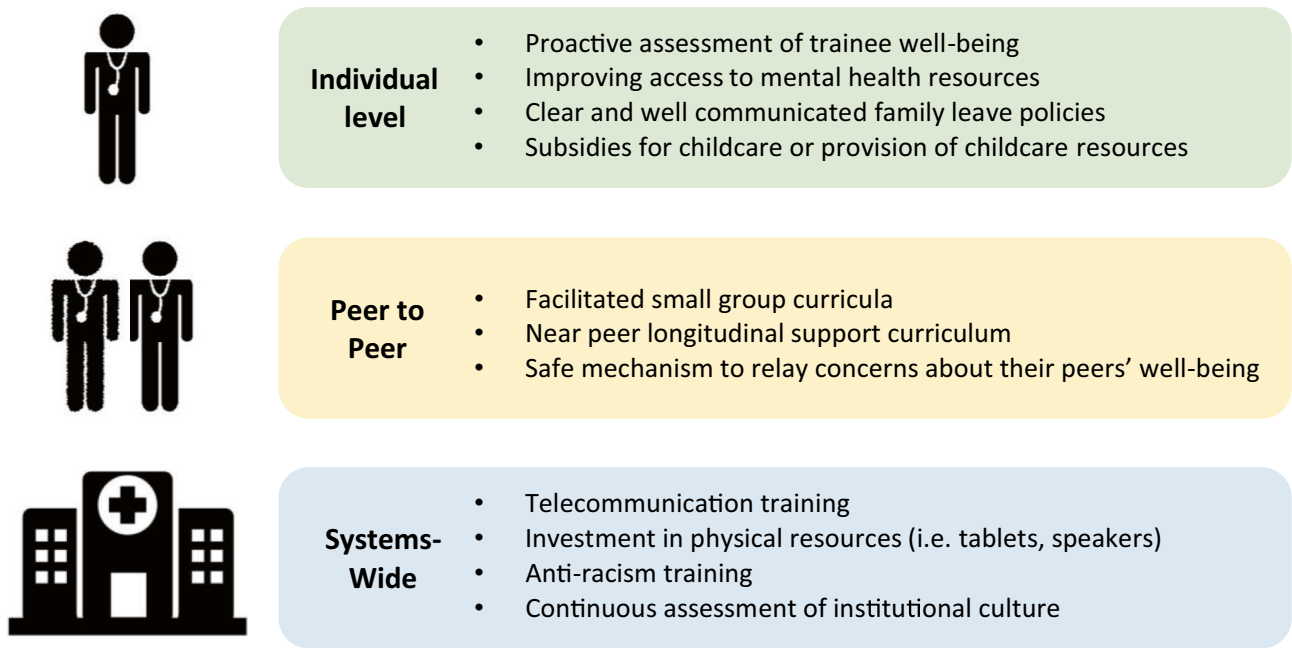 Individual level
• Proactive assessment of trainee well-being
• Improving access to mental health resources
• Clear and well communicated family leave policies
• Subsidies for childcare or provision of childcare resources
Peer to
Peer
• Facilitated small group curricula
• Near peer longitudinal support curriculum
• Safe mechanism to relay concerns about their peers’ well-being
Systems-
Wide
• Telecommunication training
• Investment in physical resources (i.e. tablets, speakers)
• Anti-racism training
• Continuous assessment of institutional culture